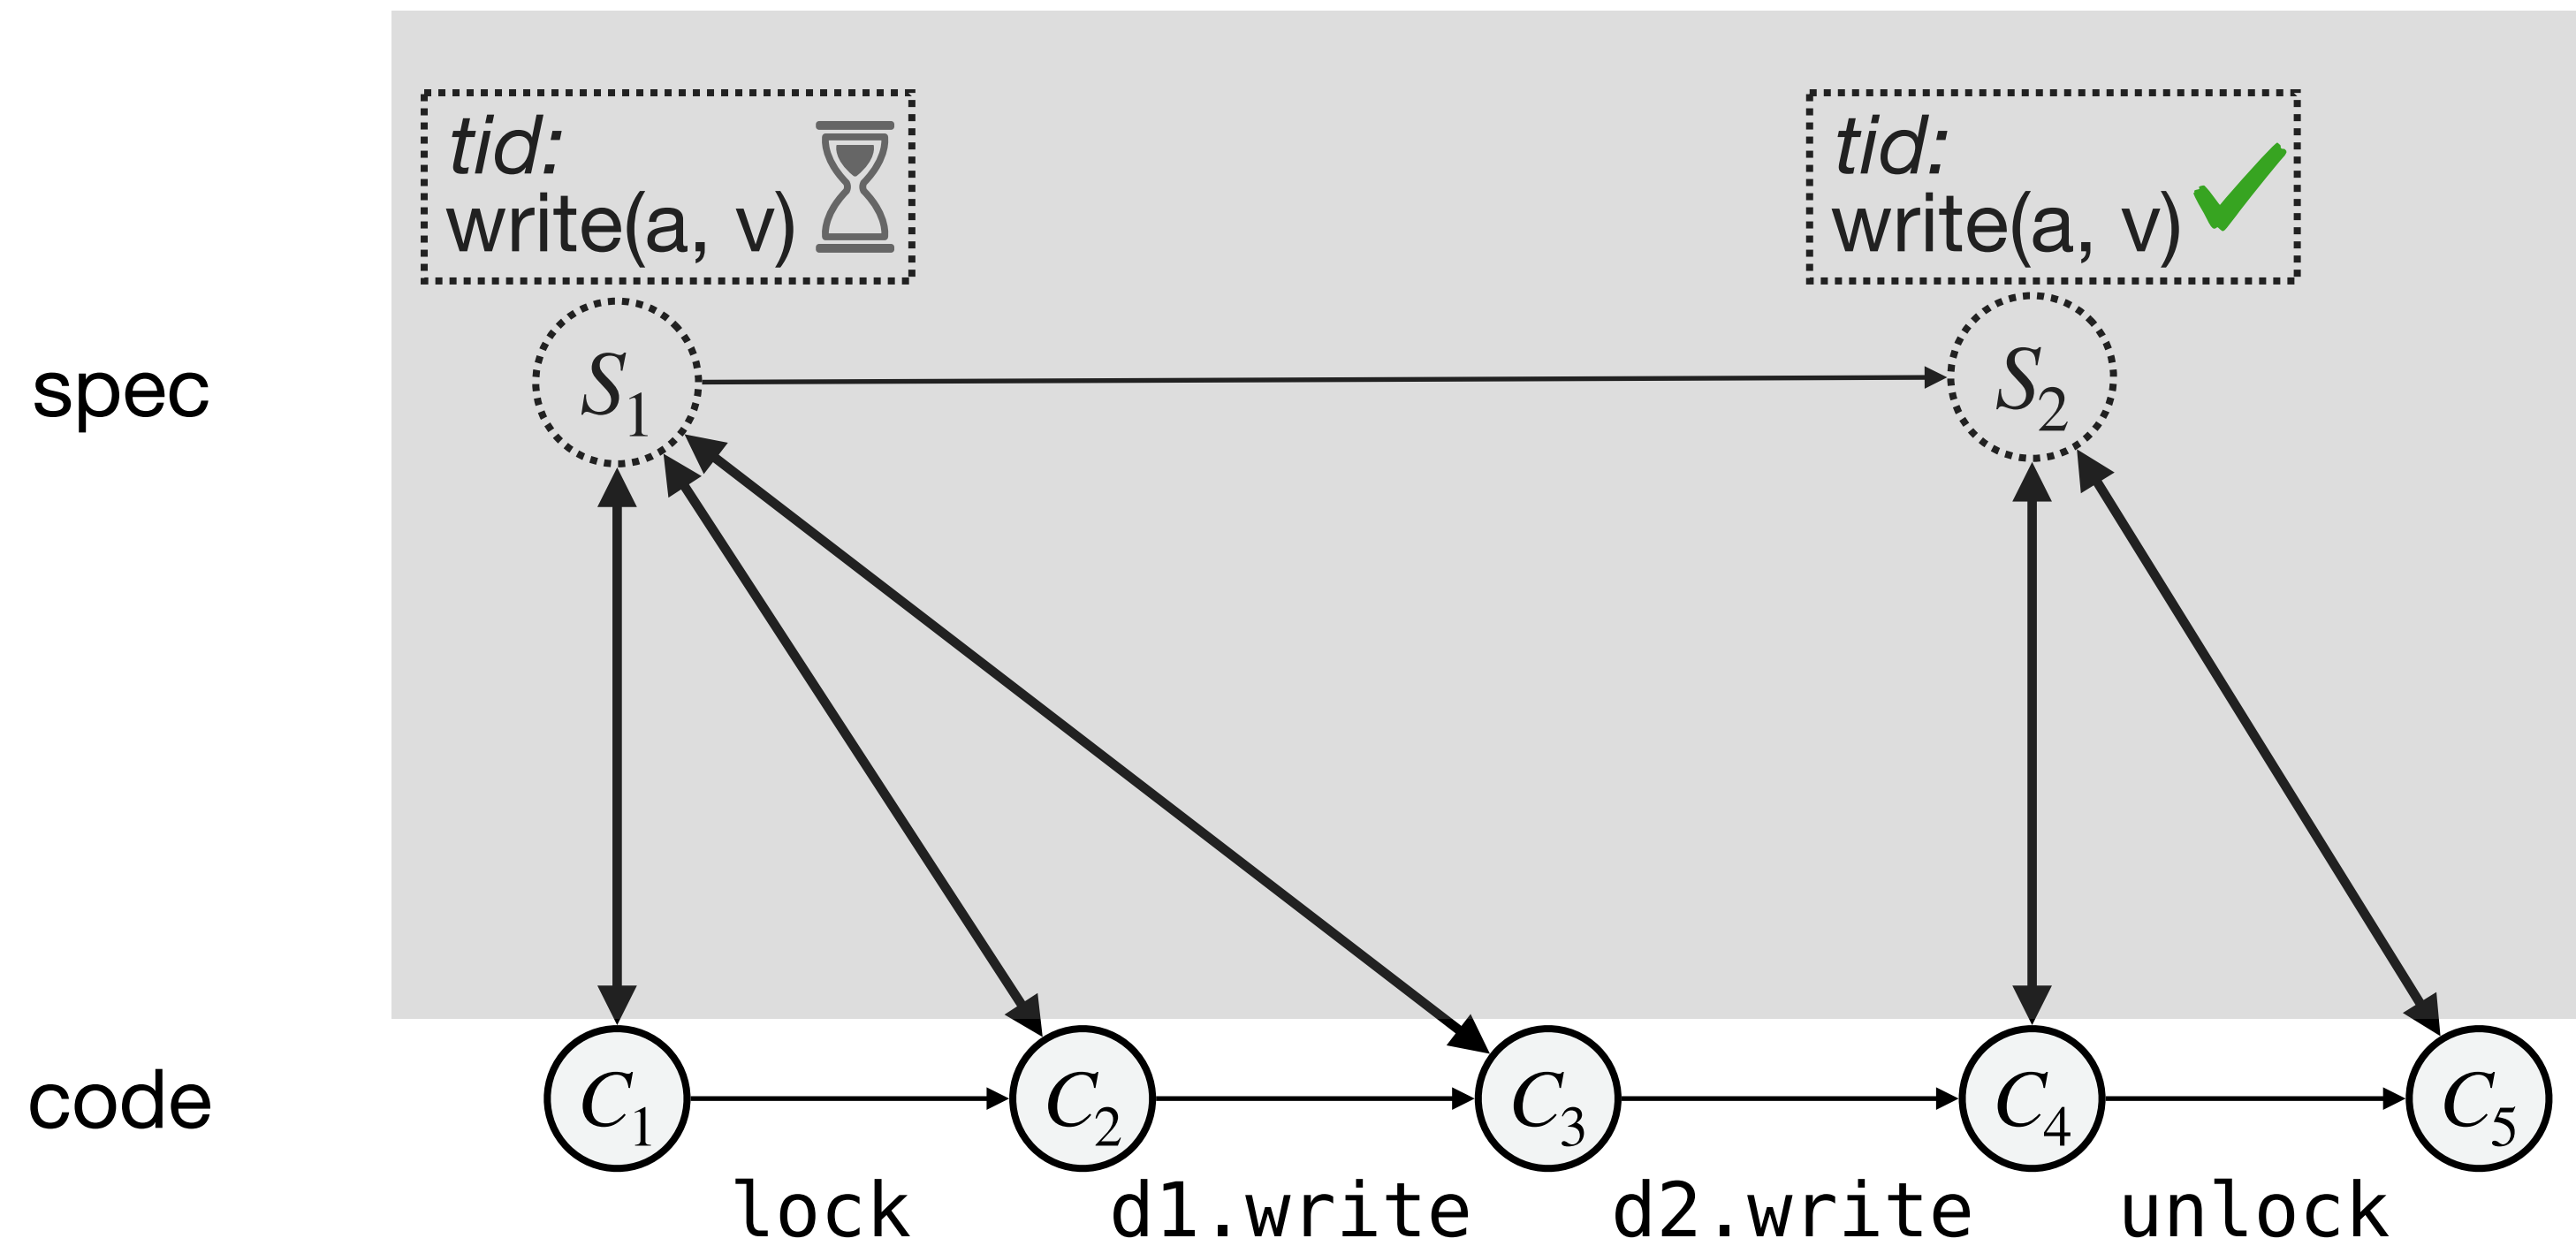 tid:
write(a, v)
tid:
write(a, v)
spec
S1
S2
code
C1
C2
C3
C4
C5
lock
d1.write
d2.write
unlock